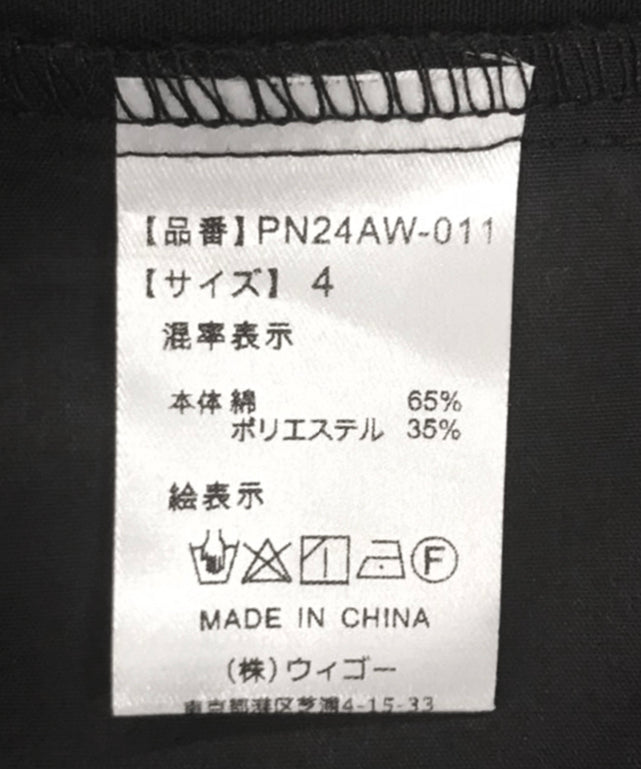 【品番】PN24AW-011
【サイズ】 4
混率表示
本体 綿 65%
ポリエステル 35%
絵表示
F
MADE IN CHINA
(株)ウィゴー
東京都港区芝浦4-15-33